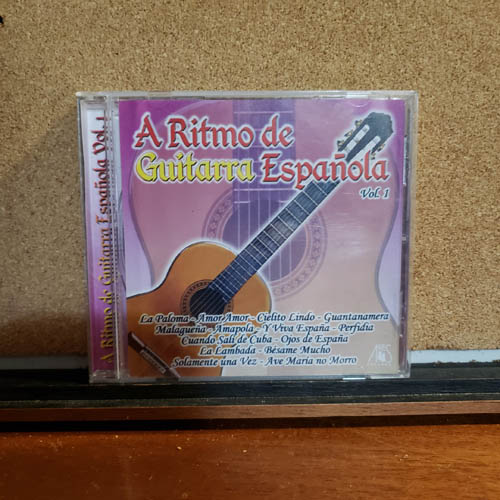 A Ritmo de
Guitarra Española
Vol. 1
La Paloma - Amor Amor - Cielito Lindo - Guantanamera
Malagueña - Amapola - Y Viva España - Perfidia
Cuando Salí de Cuba - Ojos de España
La Lambada - Bésame Mucho
Solamente una Vez - Ave María no Morro
A Ritmo de Guitarra Española Vol. 1